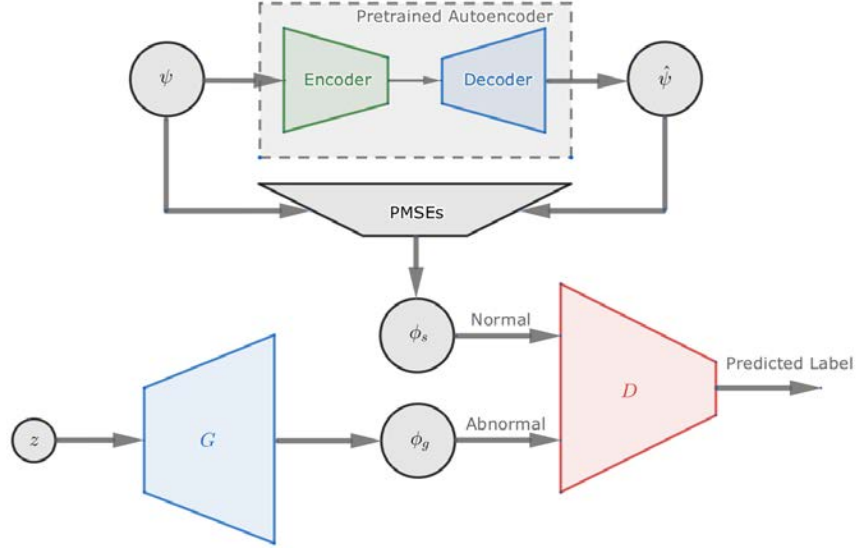 Pretrained Autoencoder
ψ
Encoder
Decoder
ψ̂
PMSEs
ϕₛ
Normal
Predicted Label
D
z
G
ϕg
Abnormal